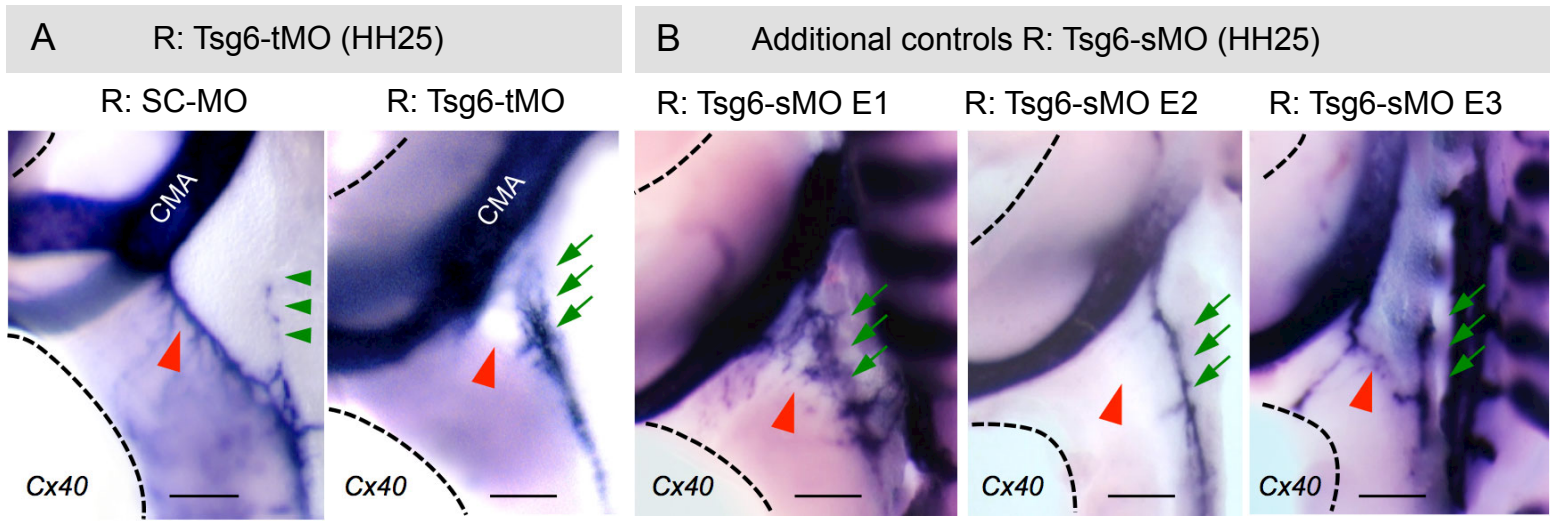 A R: Tsg6-tMO (HH25)
B Additional controls R: Tsg6-sMO (HH25)
R: SC-MO
R: Tsg6-tMO
R: Tsg6-sMO E1
R: Tsg6-sMO E2
R: Tsg6-sMO E3
CMA
CMA
Cx40
Cx40
Cx40
Cx40
Cx40